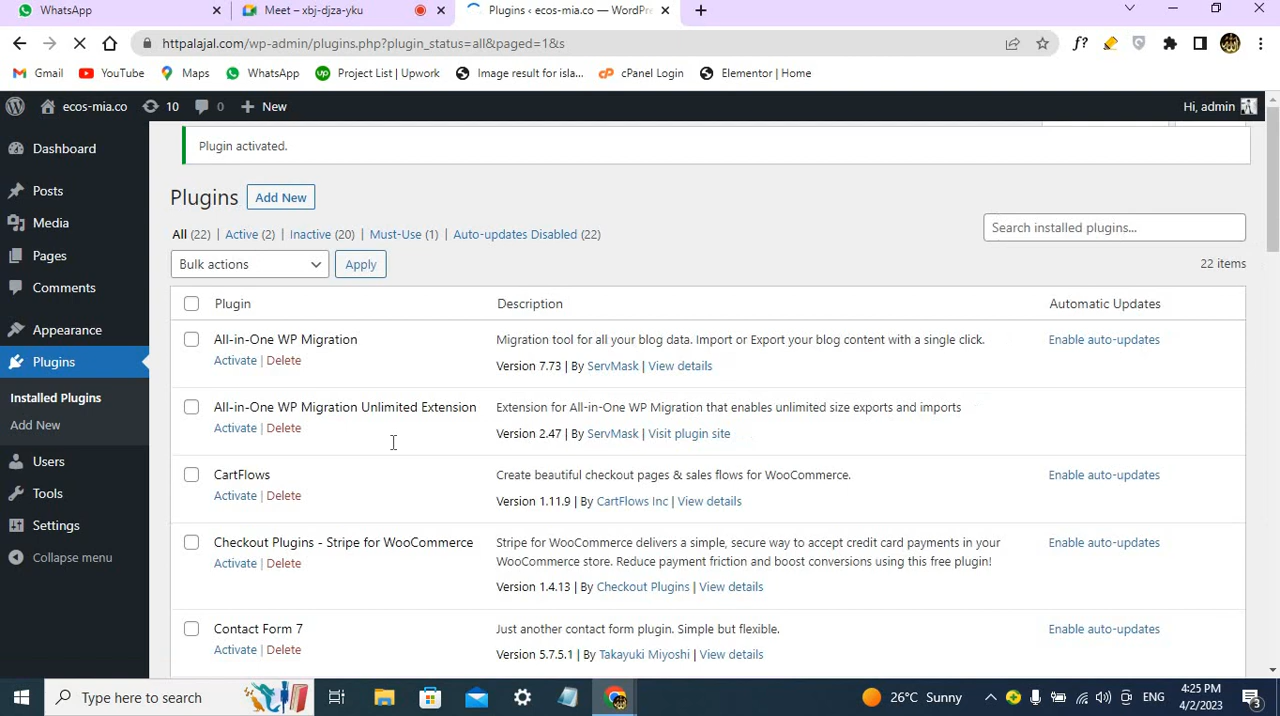 WhatsApp
Meet – xbj-djza-yku
Plugins ‹ ecos-mia.co — WordPre
httpalajal.com/wp-admin/plugins.php?plugin_status=all&paged=1&s
f?
Gmail
YouTube
Maps
WhatsApp
up Project List | Upwork
Image result for isla...
cP cPanel Login
Elementor | Home
ecos-mia.co
10
0
New
Hi, admin
Dashboard
Posts
Media
Pages
Comments
Appearance
Plugins
Installed Plugins
Add New
Users
Tools
Settings
Collapse menu
Plugin activated.
Plugins Add New
All (22) | Active (2) | Inactive (20) | Must-Use (1) | Auto-updates Disabled (22)
Search installed plugins...
Bulk actions Apply
22 items
Plugin Description Automatic Updates
All-in-One WP Migration
Activate | Delete
Migration tool for all your blog data. Import or Export your blog content with a single click.
Version 7.73 | By ServMask | View details
Enable auto-updates
All-in-One WP Migration Unlimited Extension
Activate | Delete
Extension for All-in-One WP Migration that enables unlimited size exports and imports
Version 2.47 | By ServMask | Visit plugin site
Enable auto-updates
CartFlows
Activate | Delete
Create beautiful checkout pages & sales flows for WooCommerce.
Version 1.11.9 | By CartFlows Inc | View details
Enable auto-updates
Checkout Plugins - Stripe for WooCommerce
Activate | Delete
Stripe for WooCommerce delivers a simple, secure way to accept credit card payments in your
WooCommerce store. Reduce payment friction and boost conversions using this free plugin!
Version 1.4.13 | By Checkout Plugins | View details
Enable auto-updates
Contact Form 7
Activate | Delete
Just another contact form plugin. Simple but flexible.
Version 5.7.5.1 | By Takayuki Miyoshi | View details
Enable auto-updates
Type here to search
26°C Sunny
ENG
4:25 PM
4/2/2023
3